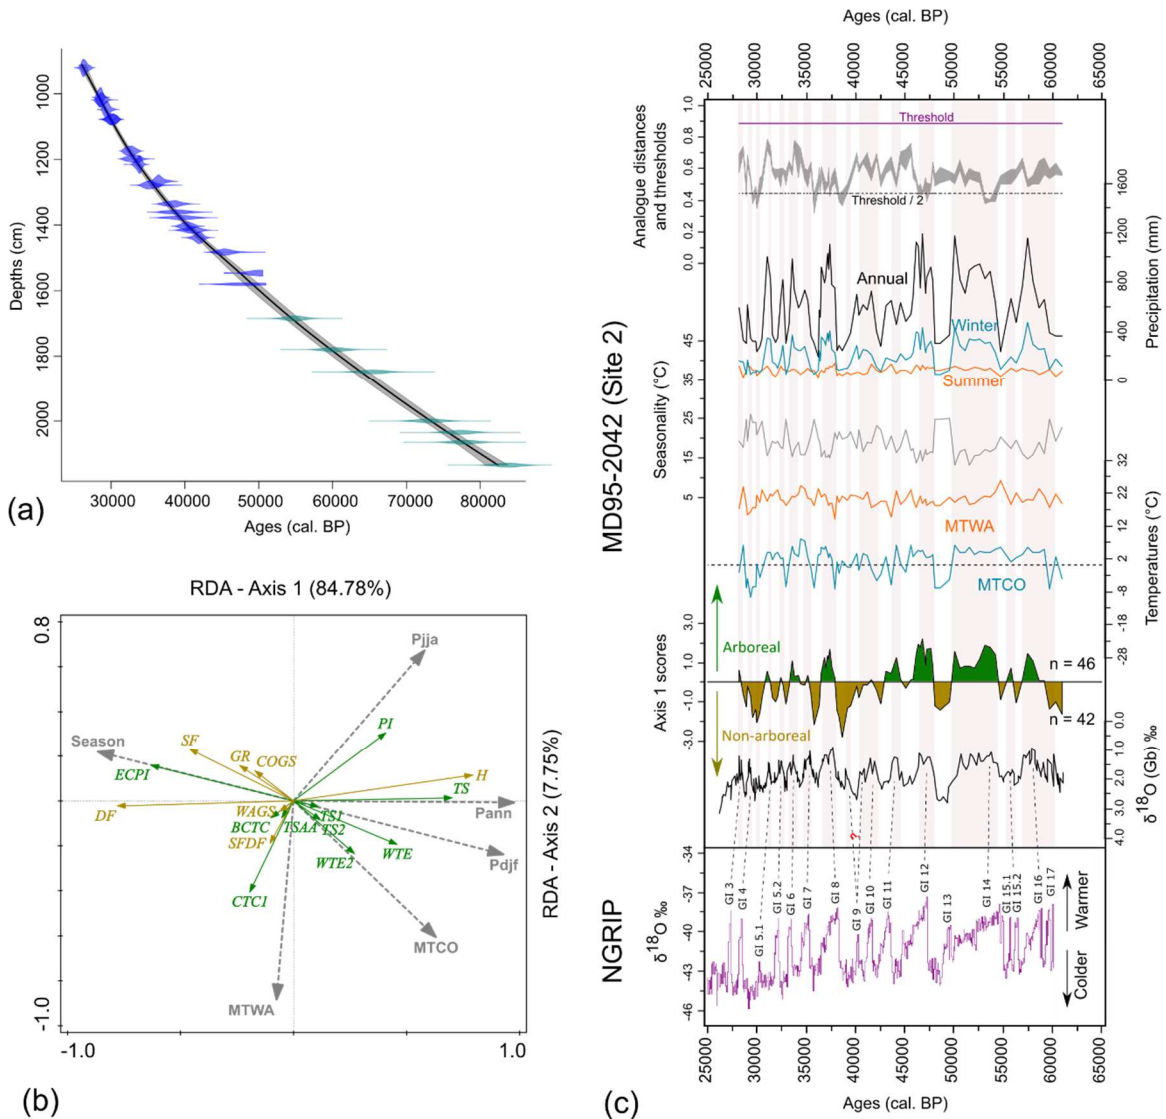 Depths (cm)
1000
1200
1400
1600
1800
2000
30000 40000 50000 60000 70000 80000
Ages (cal. BP)
(a)
RDA - Axis 1 (84.78%)
0.8
-1.0
-1.0
1.0
RDA - Axis 2 (7.75%)
Pjja
PI
Season
SF
ECPI
GR
COGS
H
TS
DF
Pann
WAGS
TS1
BCTC
TSAA
TS2
SFDF
WTE
WTE2
Pdjf
CTC1
MTCO
MTWA
(b)
Ages (cal. BP)
25000 30000 35000 40000 45000 50000 55000 60000 65000
MD95-2042 (Site 2)
Analogue distances
and thresholds
1.0
0.8
0.6
0.4
0.2
0.0
Threshold
Threshold / 2
Precipitation (mm)
1600
1200
800
400
0
Annual
Winter
Summer
Seasonality (°C)
45
35
25
15
5
Temperatures (°C)
32
22
12
2
-8
-18
-28
MTWA
MTCO
Axis 1 scores
3.0
1.0
-1.0
3.0
Arboreal
Non-arboreal
n = 46
n = 42
δ18O (Gb) ‰
0.0
1.0
2.0
3.0
4.0
?
NGRIP
δ18O ‰
-34
-37
-40
-43
-46
GI 3
GI 4
GI 5.1
GI 5.2
GI 6
GI 7
GI 8
GI 9
GI 10
GI 11
GI 12
GI 13
GI 14
GI 15.1
GI 15.2
GI 16
GI 17
Warmer
Colder
25000 30000 35000 40000 45000 50000 55000 60000 65000
Ages (cal. BP)
(c)